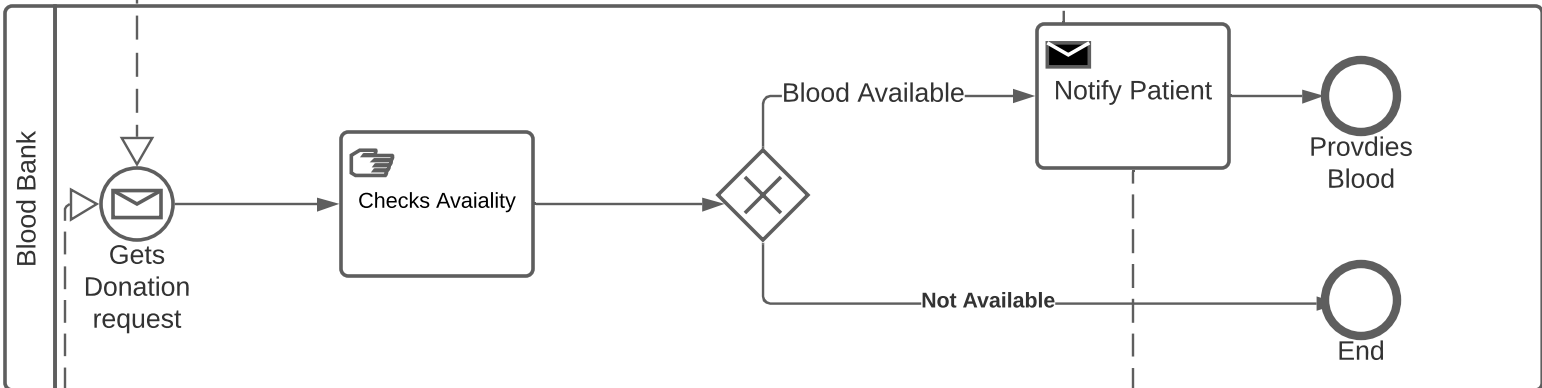 Blood Bank
Gets
Donation
request
Checks Avaiality
Blood Available
Notify Patient
Provdies
Blood
Not Available
End